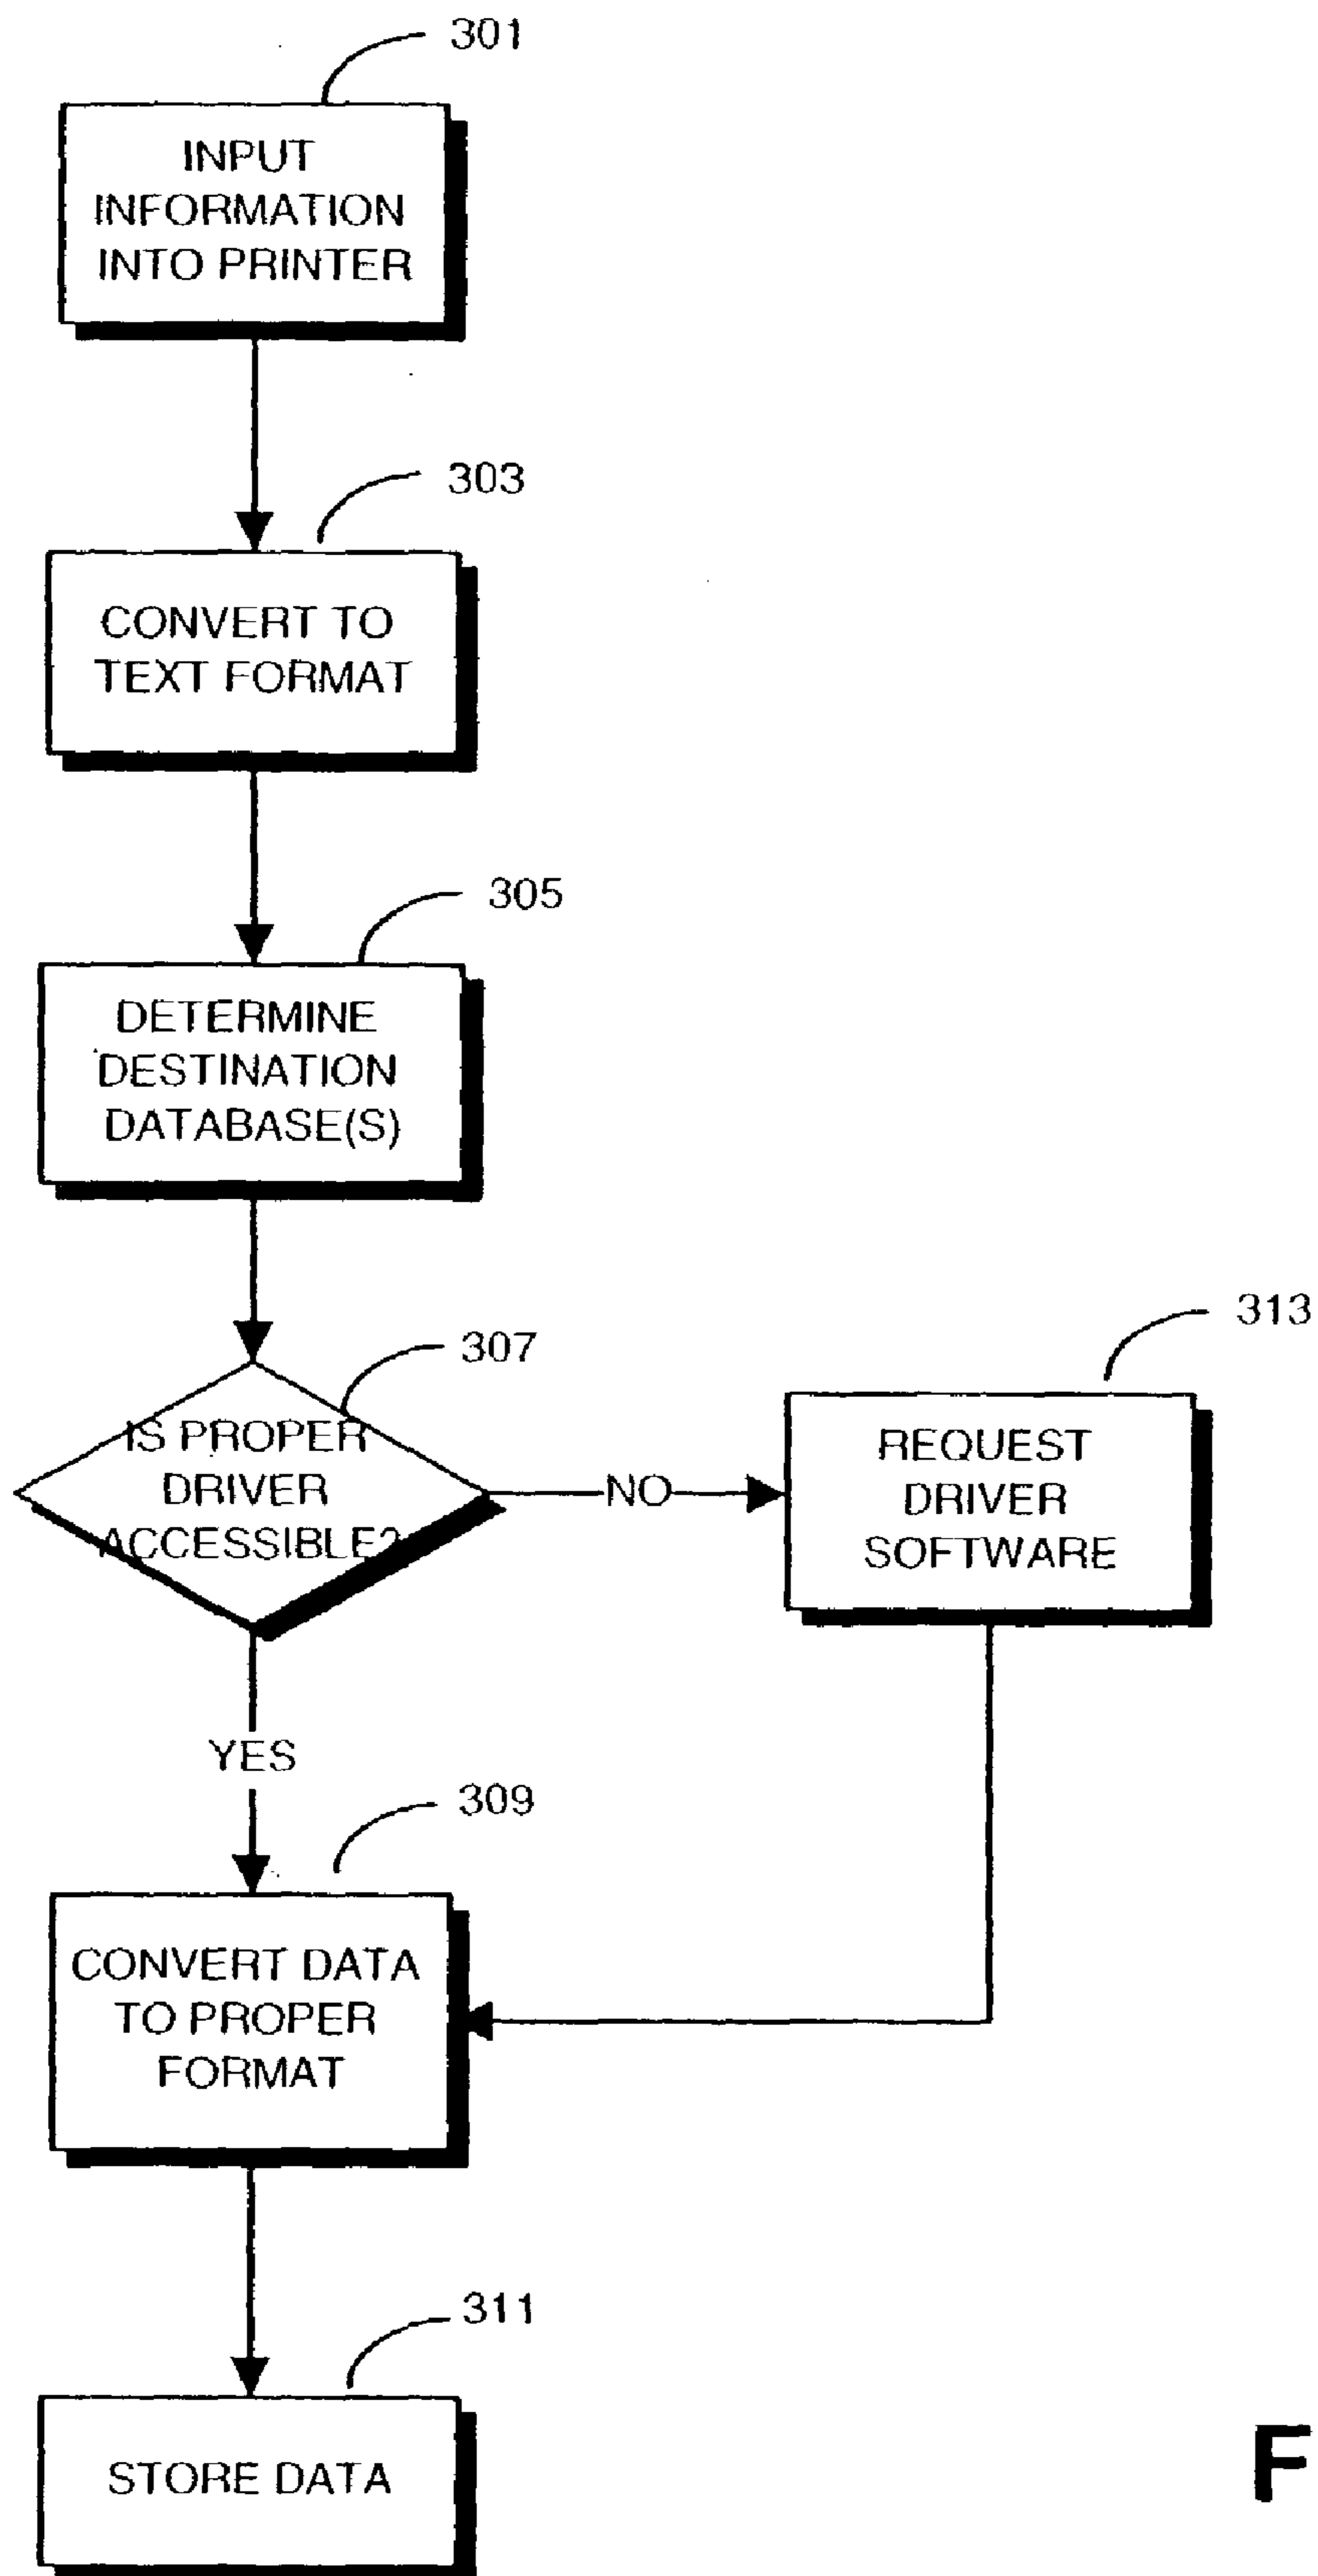 301
INPUT
INFORMATION
INTO PRINTER
303
CONVERT TO
TEXT FORMAT
305
DETERMINE
DESTINATION
DATABASE(S)
307
IS PROPER
DRIVER
ACCESSIBLE?
NO
313
REQUEST
DRIVER
SOFTWARE
YES
309
CONVERT DATA
TO PROPER
FORMAT
311
STORE DATA
F